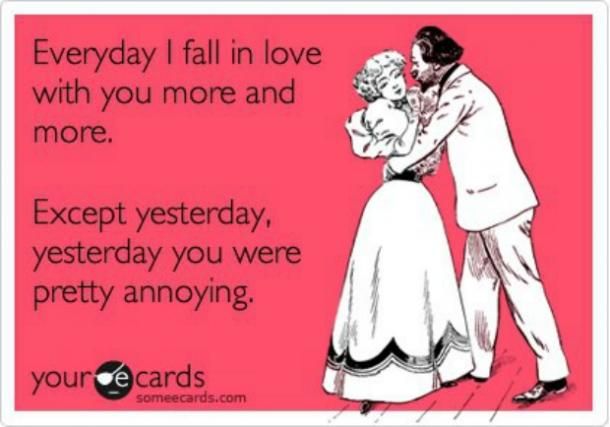 Everyday I fall in love
with you more and
more.
Except yesterday,
yesterday you were
pretty annoying.
your e cards
someecards.com